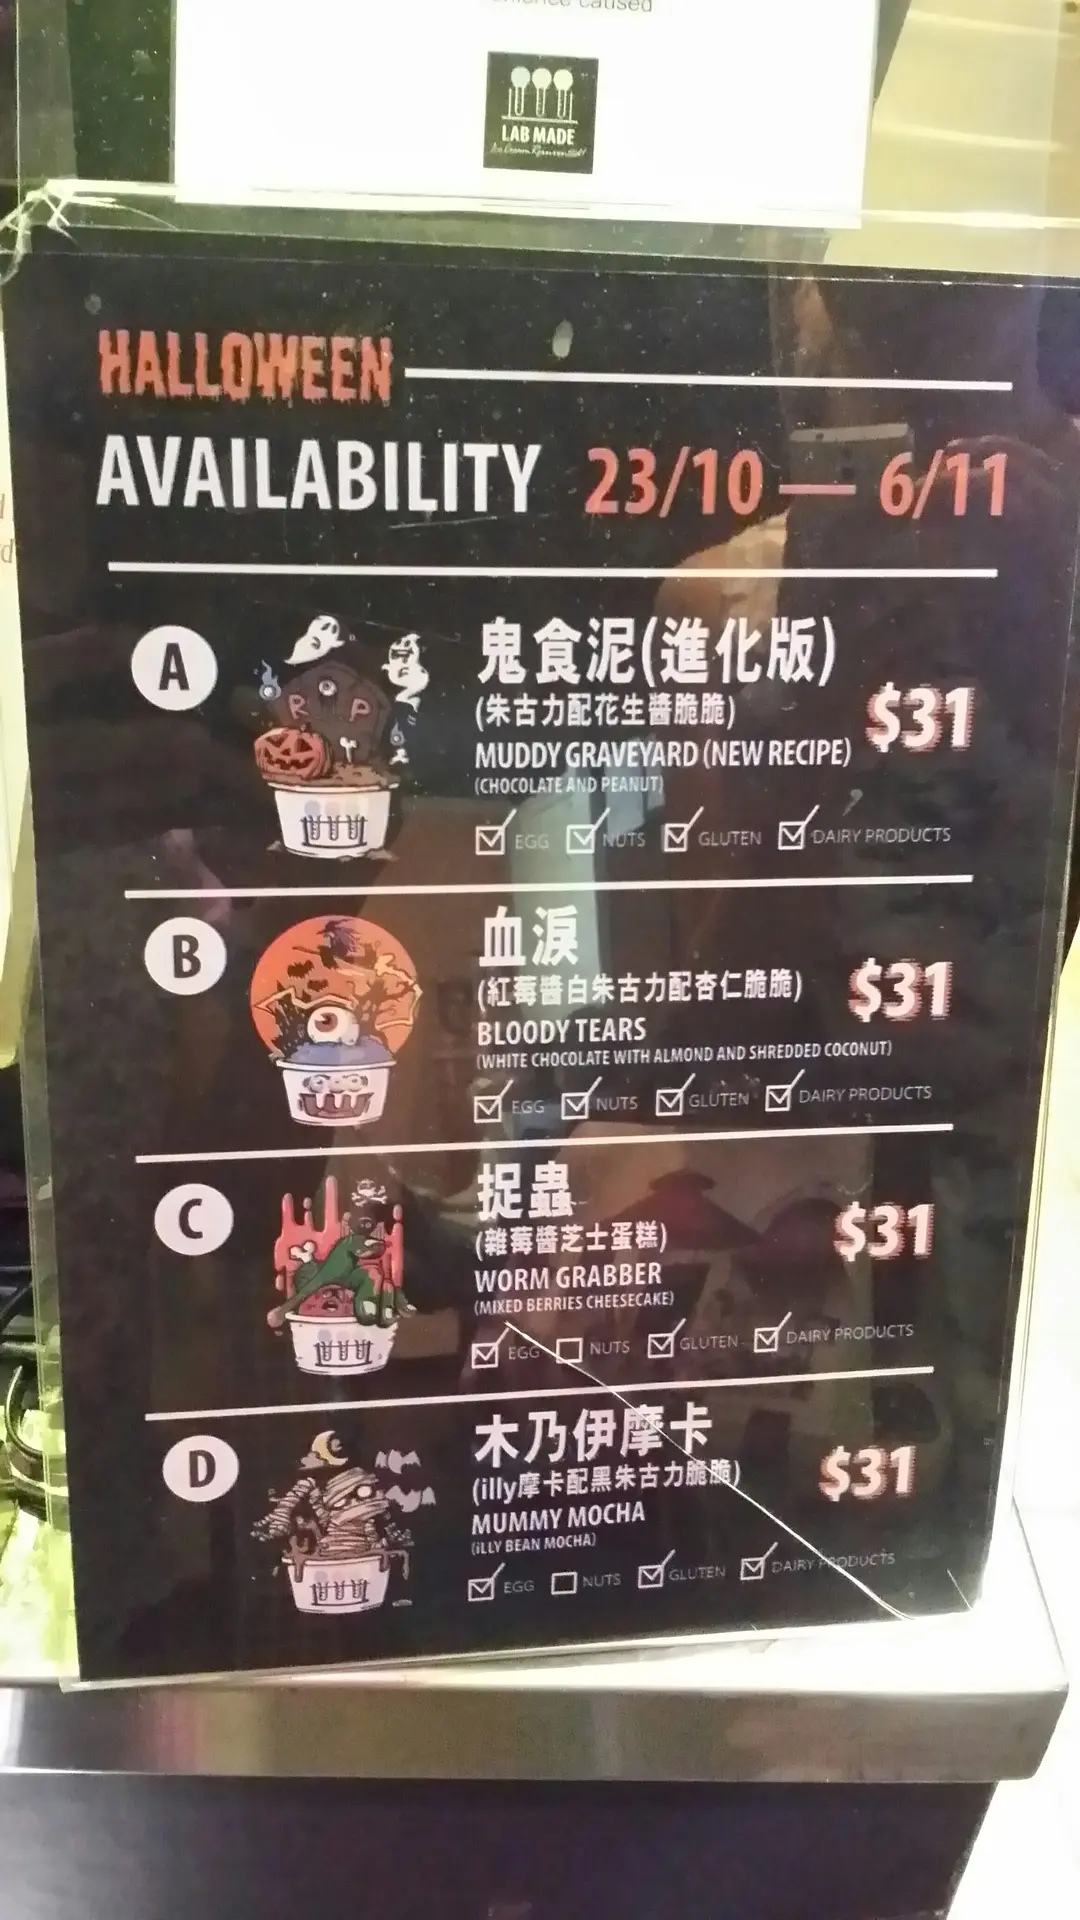 caused
LAB MADE
Ice Cream Reinvented!
HALLOWEEN
AVAILABILITY 23/10 — 6/11
A
R P
鬼食泥(進化版)
(朱古力配花生醬脆脆)
$31
MUDDY GRAVEYARD (NEW RECIPE)
(CHOCOLATE AND PEANUT)
EGG NUTS GLUTEN DAIRY PRODUCTS
B
血淚
(紅莓醬白朱古力配杏仁脆脆)
$31
BLOODY TEARS
(WHITE CHOCOLATE WITH ALMOND AND SHREDDED COCONUT)
EGG NUTS GLUTEN DAIRY PRODUCTS
C
捉蟲
(雜莓醬芝士蛋糕)
$31
WORM GRABBER
(MIXED BERRIES CHEESECAKE)
EGG NUTS GLUTEN DAIRY PRODUCTS
D
木乃伊摩卡
(illy摩卡配黑朱古力脆脆)
$31
MUMMY MOCHA
(iLLY BEAN MOCHA)
EGG NUTS GLUTEN DAIRY PRODUCTS